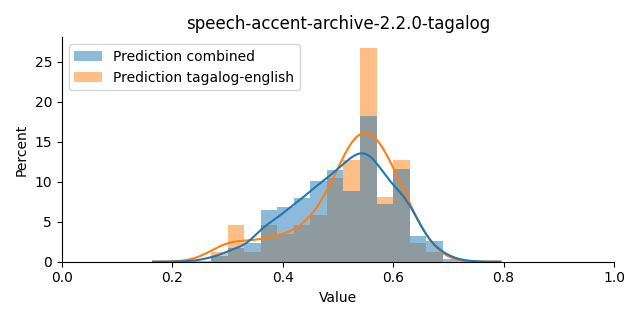 speech-accent-archive-2.2.0-tagalog
Prediction combined
Prediction tagalog-english
Percent
25
20
15
10
5
0
0.0 0.2 0.4 0.6 0.8 1.0
Value